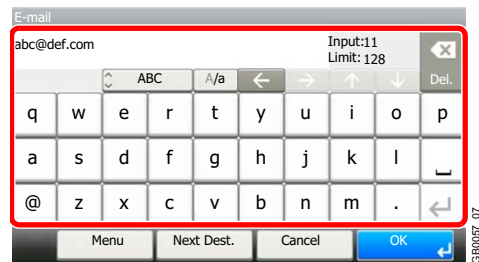 E-mail
abc@def.com
Input:11
Limit: 128
ABC A/a ← → ↑ ↓ Del.
q w e r t y u i o p
a s d f g h j k l
@ z x c v b n m .
Menu Next Dest. Cancel OK
GB0057_07